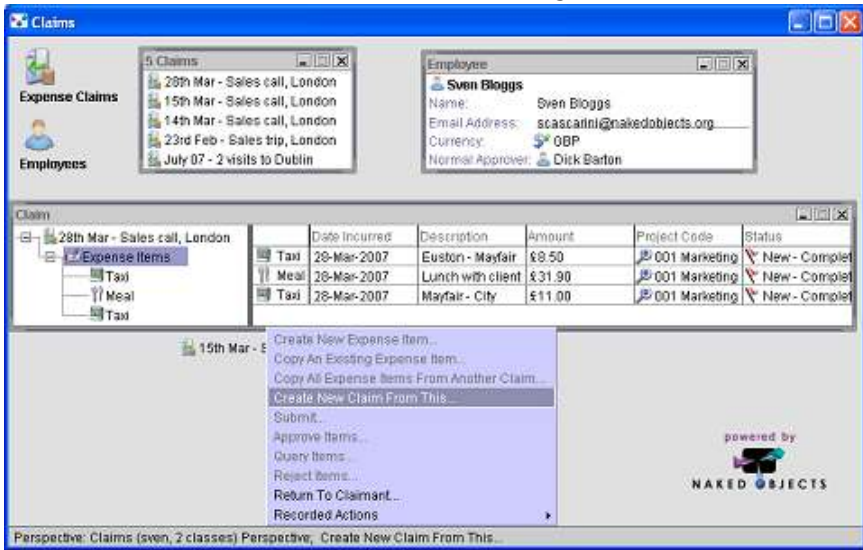 Claims
Expense Claims
Employees
5 Claims
28th Mar - Sales call, London
15th Mar - Sales call, London
14th Mar - Sales call, London
23rd Feb - Sales trip, London
July 07 - 2 visits to Dublin
Employee
Sven Bloggs
Name: Sven Bloggs
Email Address: scascarini@nakedobjects.org
Currency: GBP
Normal Approver: Dick Barton
Claim
28th Mar - Sales call, London
Expense Items
Taxi
Meal
Taxi
Date Incurred Description Amount Project Code Status
Taxi 28-Mar-2007 Euston - Mayfair £8.50 001 Marketing New - Complet
Meal 28-Mar-2007 Lunch with client £31.90 001 Marketing New - Complet
Taxi 28-Mar-2007 Mayfair - City £11.00 001 Marketing New - Complet
15th Mar - S
Create New Expense Item...
Copy An Existing Expense Item...
Copy All Expense Items From Another Claim...
Create New Claim From This...
Submit...
Approve Items...
Query Items...
Reject Items...
Return To Claimant...
Recorded Actions
powered by
NAKED OBJECTS
Perspective: Claims (sven, 2 classes) Perspective; Create New Claim From This...